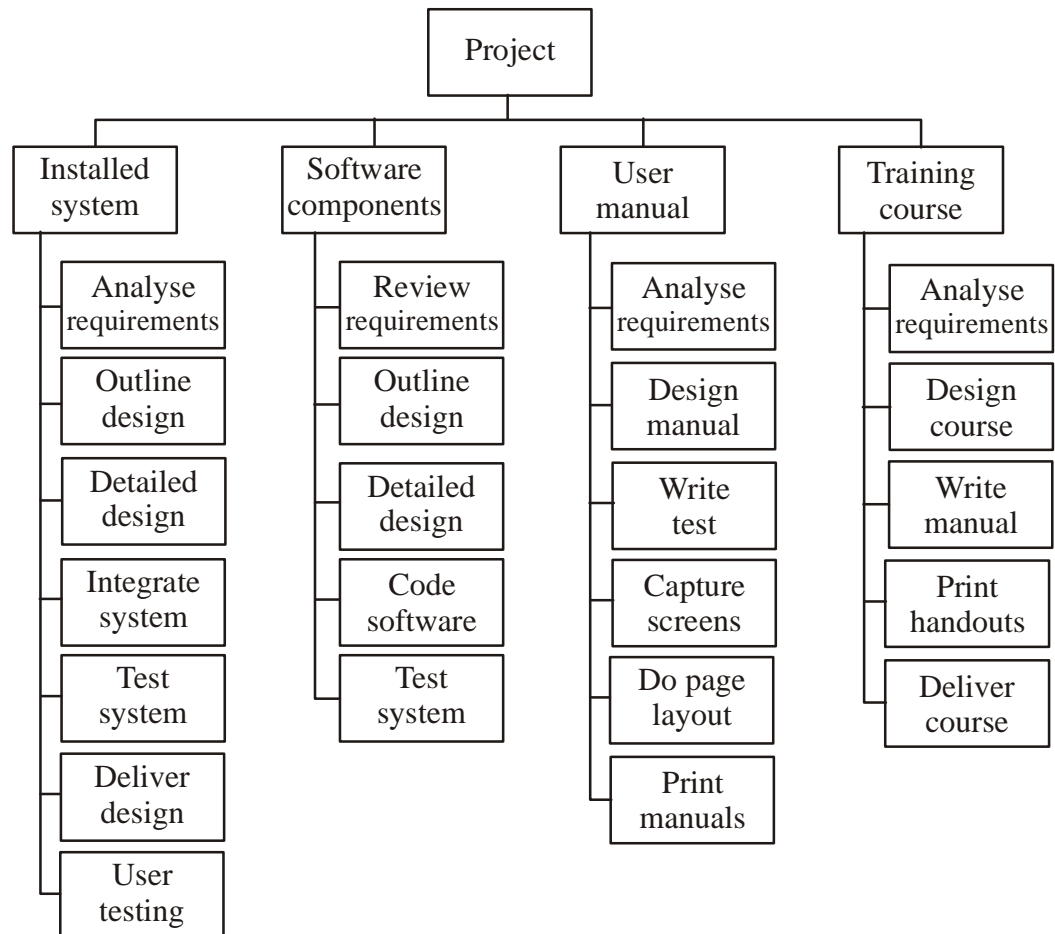 Project
Installed
system
Analyse
requirements
Outline
design
Detailed
design
Integrate
system
Test
system
Deliver
design
User
testing
Software
components
Review
requirements
Outline
design
Detailed
design
Code
software
Test
system
User
manual
Analyse
requirements
Design
manual
Write
test
Capture
screens
Do page
layout
Print
manuals
Training
course
Analyse
requirements
Design
course
Write
manual
Print
handouts
Deliver
course